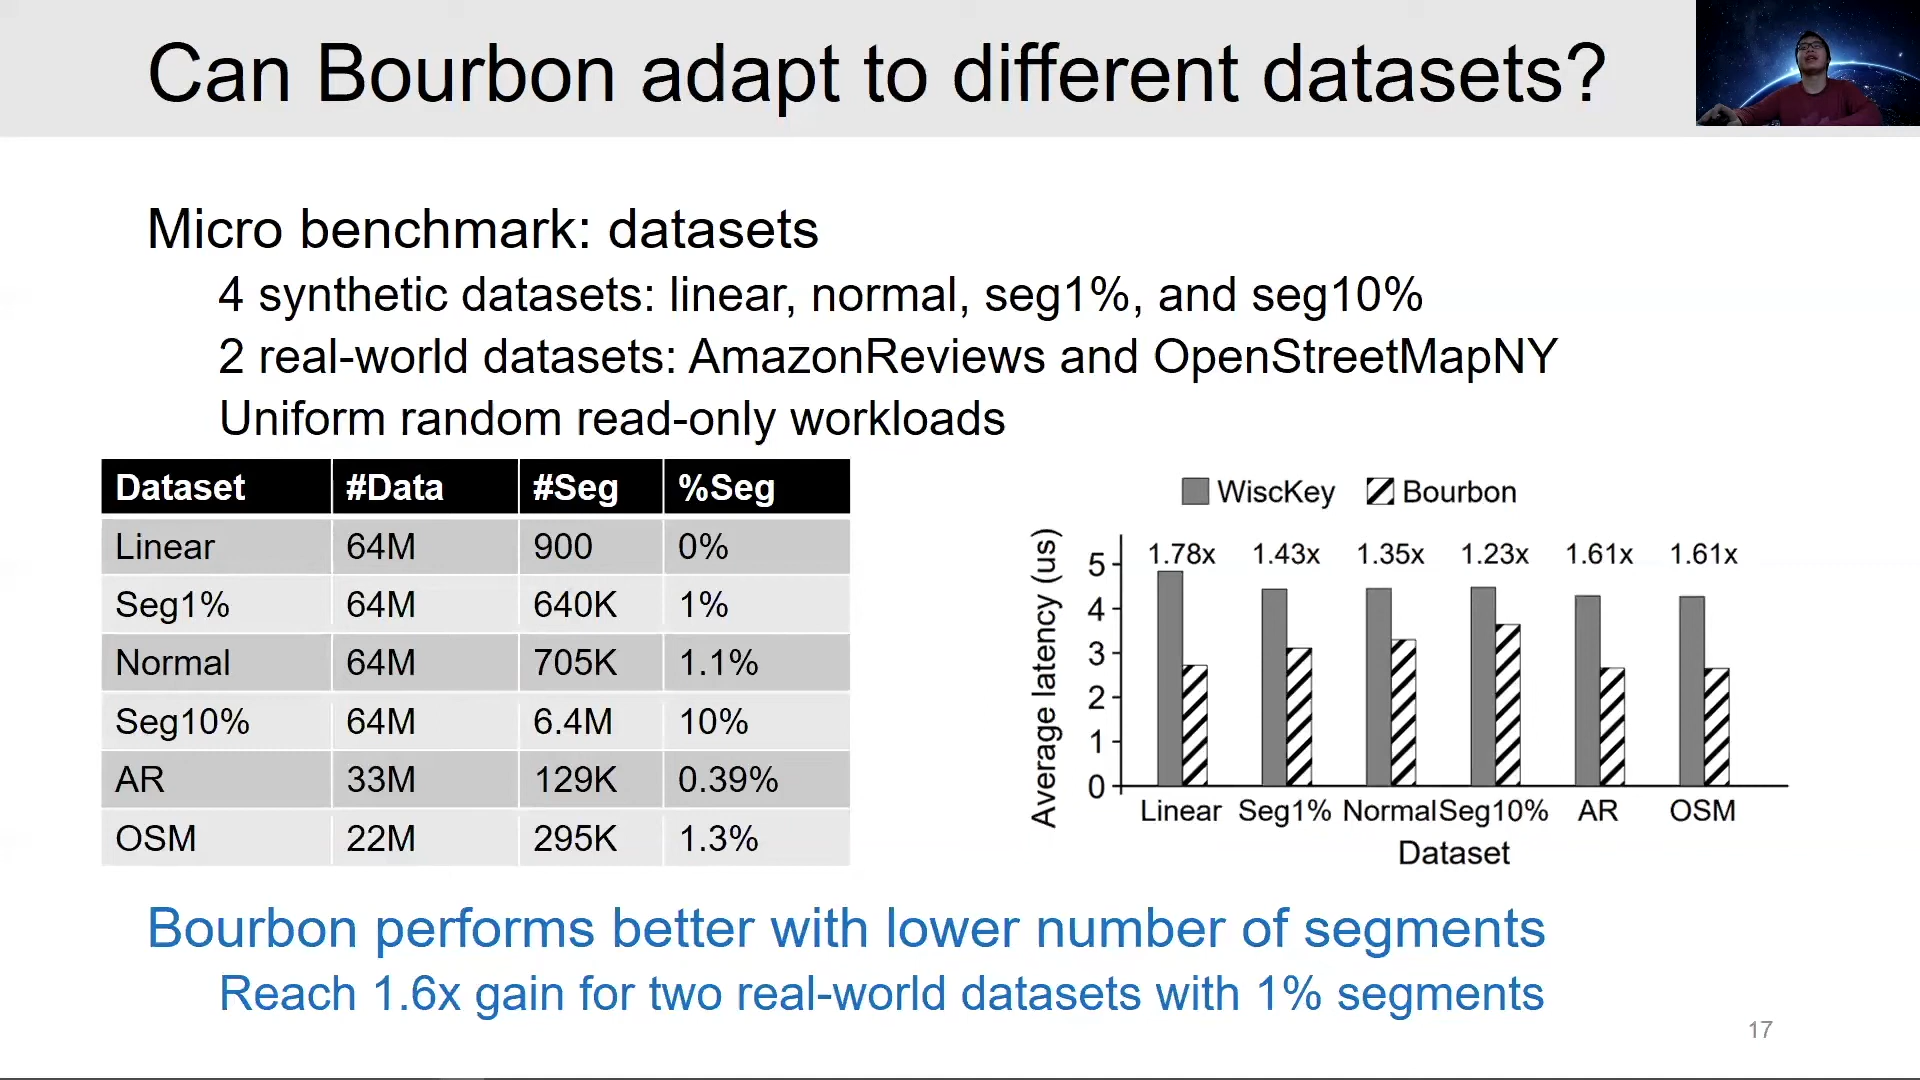 Can Bourbon adapt to different datasets?
Micro benchmark: datasets
4 synthetic datasets: linear, normal, seg1%, and seg10%
2 real-world datasets: AmazonReviews and OpenStreetMapNY
Uniform random read-only workloads
Dataset #Data #Seg %Seg
Linear 64M 900 0%
Seg1% 64M 640K 1%
Normal 64M 705K 1.1%
Seg10% 64M 6.4M 10%
AR 33M 129K 0.39%
OSM 22M 295K 1.3%
WiscKey Bourbon
Average latency (us)
1.78x 1.43x 1.35x 1.23x 1.61x 1.61x
5
4
3
2
1
0
Linear Seg1% Normal Seg10% AR OSM
Dataset
Bourbon performs better with lower number of segments
Reach 1.6x gain for two real-world datasets with 1% segments
17